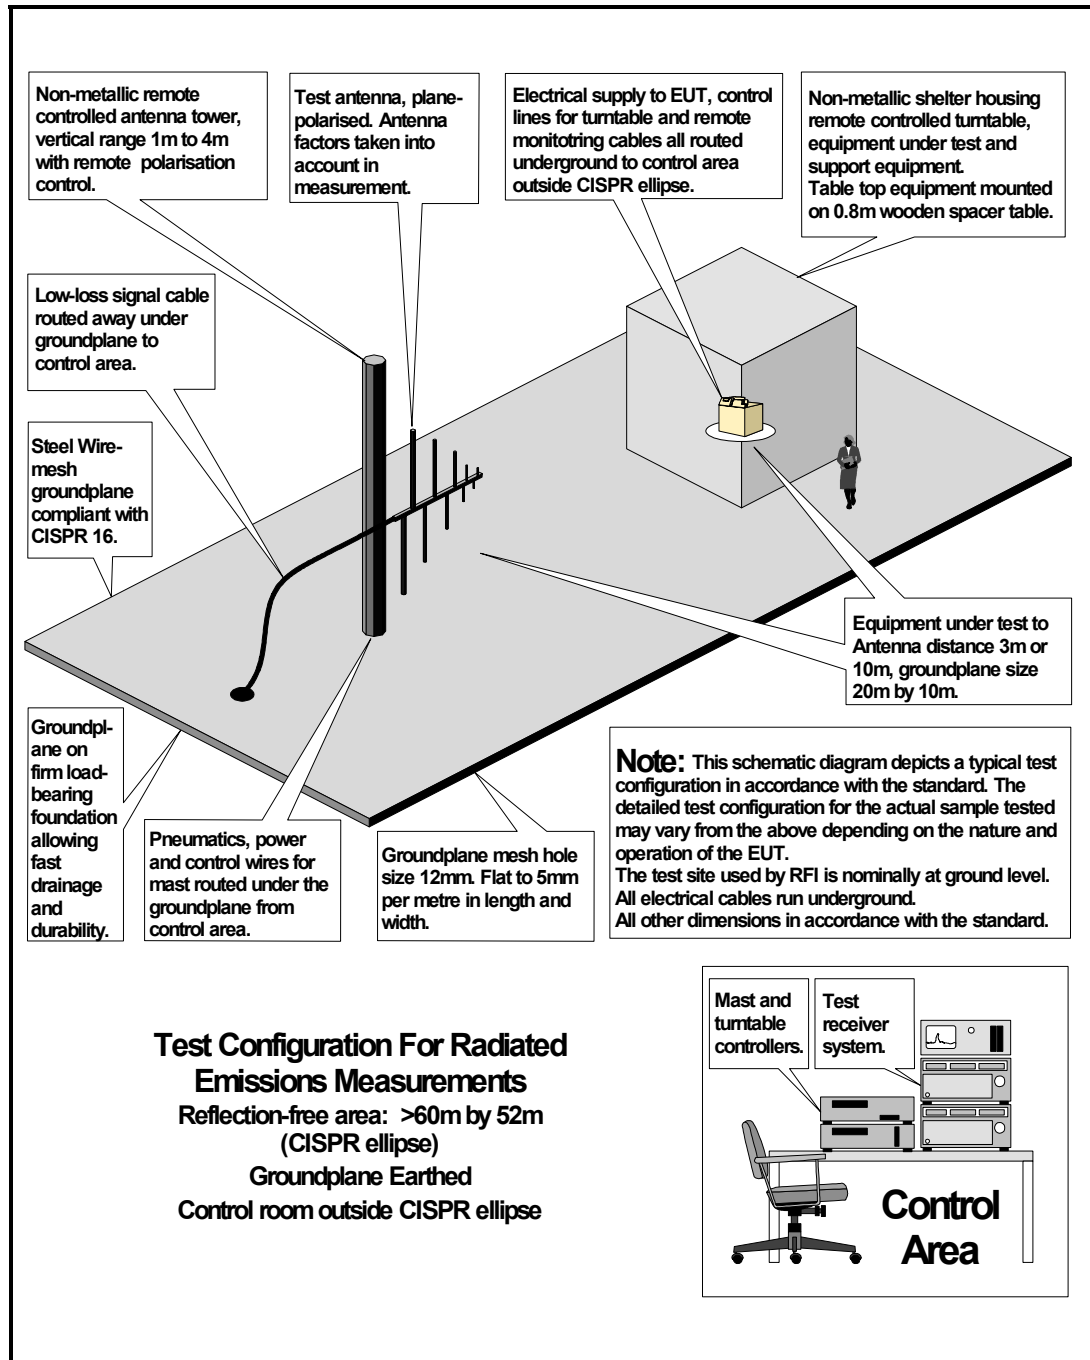 Non-metallic remote
controlled antenna tower,
vertical range 1m to 4m
with remote polarisation
control.
Test antenna, plane-
polarised. Antenna
factors taken into
account in
measurement.
Electrical supply to EUT, control
lines for turntable and remote
monitotring cables all routed
underground to control area
outside CISPR ellipse.
Non-metallic shelter housing
remote controlled turntable,
equipment under test and
support equipment.
Table top equipment mounted
on 0.8m wooden spacer table.
Low-loss signal cable
routed away under
groundplane to
control area.
Steel Wire-
mesh
groundplane
compliant with
CISPR 16.
Equipment under test to
Antenna distance 3m or
10m, groundplane size
20m by 10m.
Groundpl-
ane on
firm load-
bearing
foundation
allowing
fast
drainage
and
durability.
Pneumatics, power
and control wires for
mast routed under the
groundplane from
control area.
Groundplane mesh hole
size 12mm. Flat to 5mm
per metre in length and
width.
Note: This schematic diagram depicts a typical test
configuration in accordance with the standard. The
detailed test configuration for the actual sample tested
may vary from the above depending on the nature and
operation of the EUT.
The test site used by RFI is nominally at ground level.
All electrical cables run underground.
All other dimensions in accordance with the standard.
Test Configuration For Radiated
Emissions Measurements
Reflection-free area: >60m by 52m
(CISPR ellipse)
Groundplane Earthed
Control room outside CISPR ellipse
Mast and
turntable
controllers.
Test
receiver
system.
Control
Area